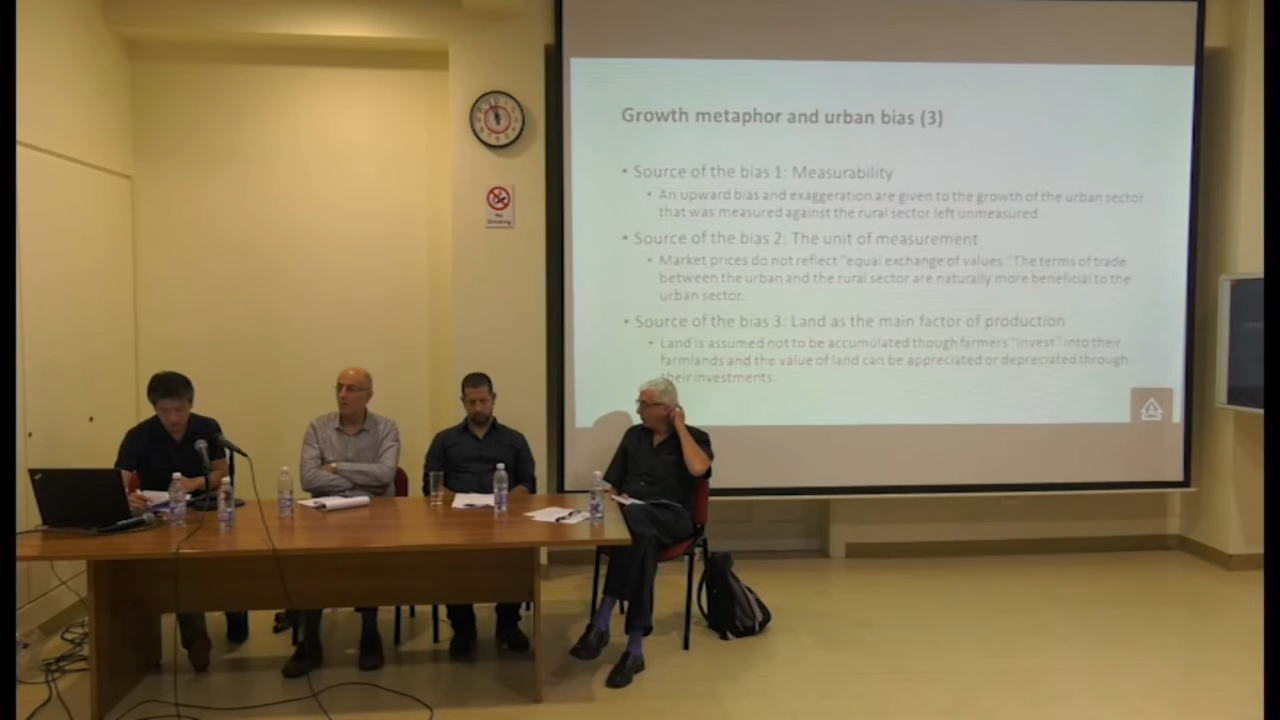 Growth metaphor and urban bias (3)
• Source of the bias 1: Measurability
• An upward bias and exaggeration are given to the growth of the urban sector
that was measured against the rural sector left unmeasured.
• Source of the bias 2: The unit of measurement
• Market prices do not reflect "equal exchange of values." The terms of trade
between the urban and the rural sector are naturally more beneficial to the
urban sector.
• Source of the bias 3: Land as the main factor of production
• Land is assumed not to be accumulated though farmers "invest" into their
farmlands and the value of land can be appreciated or depreciated through
their investments.
No
Smoking